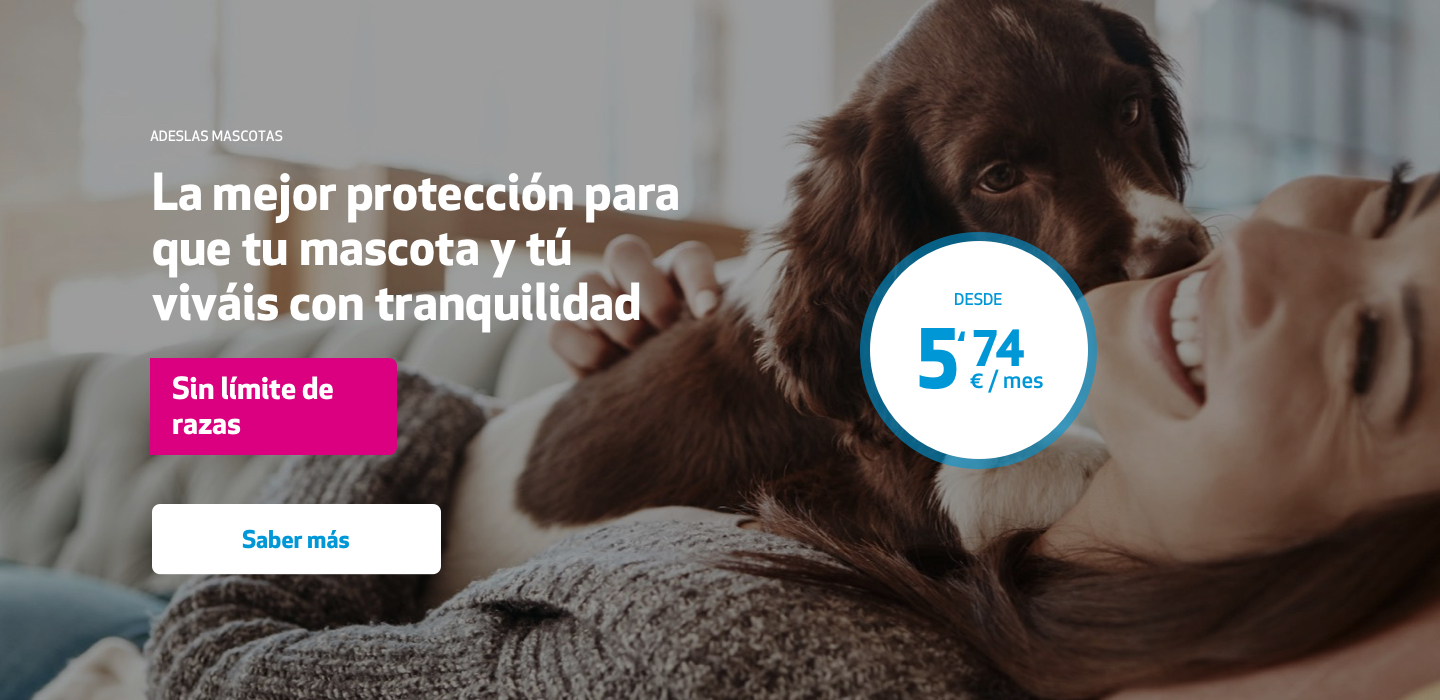 ADESLAS MASCOTAS
La mejor protección para
que tu mascota y tú
viváis con tranquilidad
Sin límite de
razas
Saber más
DESDE
5‘74
€ / mes